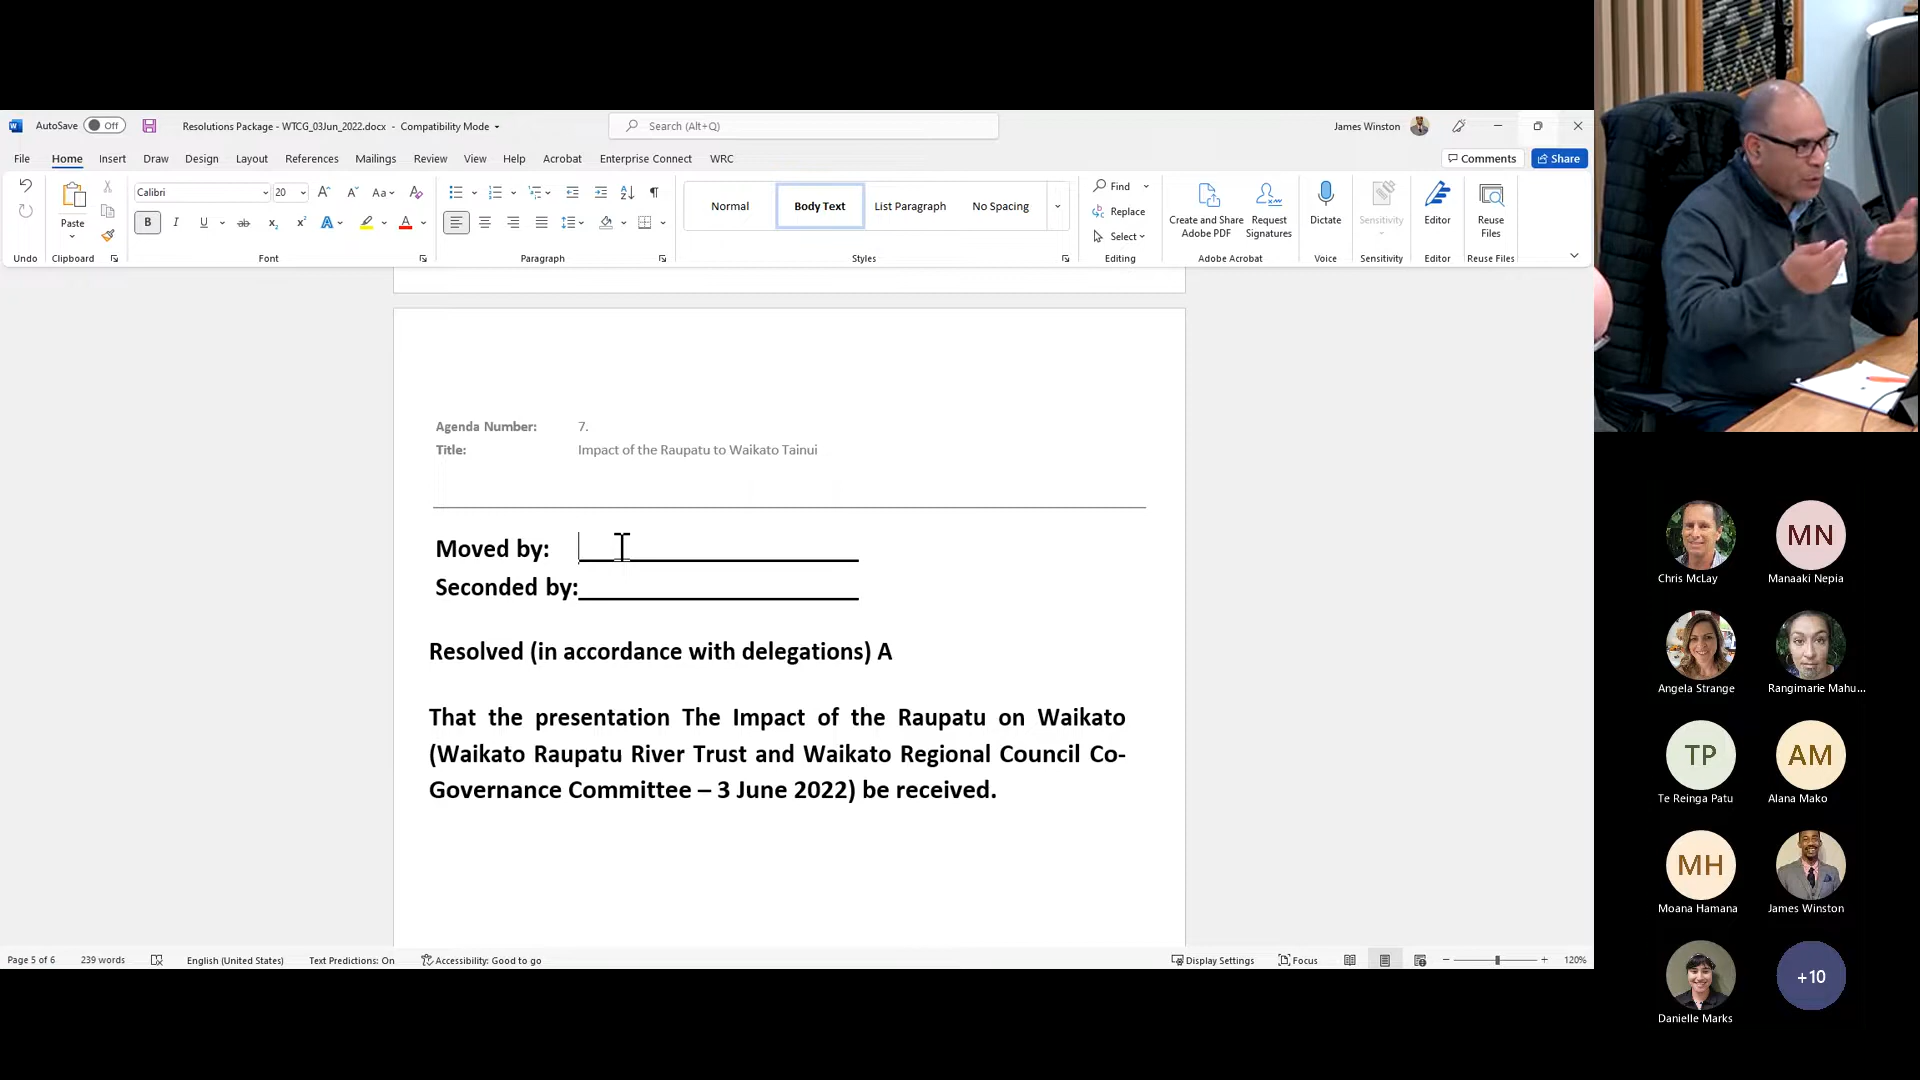 AutoSave Off Resolutions Package - WTCG_03Jun_2022.docx - Compatibility Mode Search (Alt+Q) James Winston
File Home Insert Draw Design Layout References Mailings Review View Help Acrobat Enterprise Connect WRC Comments Share
Paste
Calibri 20
Normal Body Text List Paragraph No Spacing
Find
Replace
Select
Create and Share Adobe PDF
Request Signatures
Dictate
Sensitivity
Editor
Reuse Files
Undo Clipboard Font Paragraph Styles Editing Adobe Acrobat Voice Sensitivity Editor Reuse Files
Agenda Number: 7.
Title: Impact of the Raupatu to Waikato Tainui
Moved by:
Seconded by:
Resolved (in accordance with delegations) A
That the presentation The Impact of the Raupatu on Waikato
(Waikato Raupatu River Trust and Waikato Regional Council Co-
Governance Committee – 3 June 2022) be received.
Page 5 of 6 239 words English (United States) Text Predictions: On Accessibility: Good to go Display Settings Focus 120%
Chris McLay
MN
Manaaki Nepia
Angela Strange
Rangimarie Mahu...
TP
Te Reinga Patu
AM
Alana Mako
MH
Moana Hamana
James Winston
Danielle Marks
+10